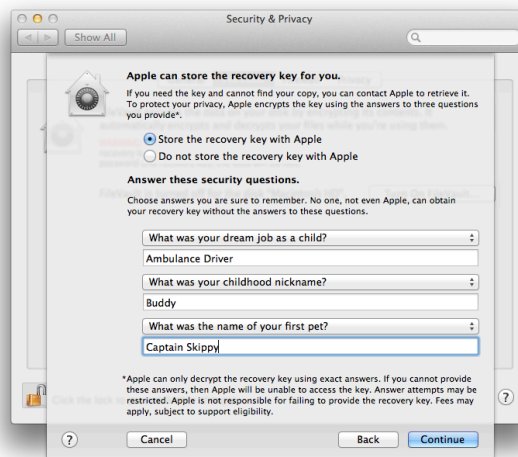 Security & Privacy
Show All
Apple can store the recovery key for you.
If you need the key and cannot find your copy, you can contact Apple to retrieve it.
To protect your privacy, Apple encrypts the key using the answers to three questions
you provide*.
Store the recovery key with Apple
Do not store the recovery key with Apple
Answer these security questions.
Choose answers you are sure to remember. No one, not even Apple, can obtain
your recovery key without the answers to these questions.
What was your dream job as a child?
Ambulance Driver
What was your childhood nickname?
Buddy
What was the name of your first pet?
Captain Skippy
*Apple can only decrypt the recovery key using exact answers. If you cannot provide
these answers, then Apple will be unable to access the key. Answer attempts may be
restricted. Apple is not responsible for failing to provide the recovery key. Fees may
apply, subject to support eligibility.
Click the lock to
?
Cancel
Back
Continue
?